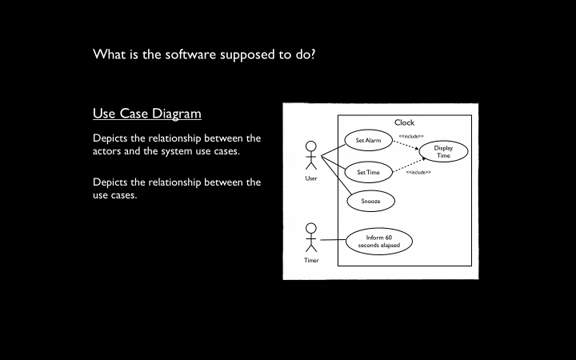 What is the software supposed to do?
Use Case Diagram
Depicts the relationship between the
actors and the system use cases.
Depicts the relationship between the
use cases.
Clock
Set Alarm
<<include>>
Display
Time
User
Set Time
<<include>>
Snooze
Timer
Inform 60
seconds elapsed